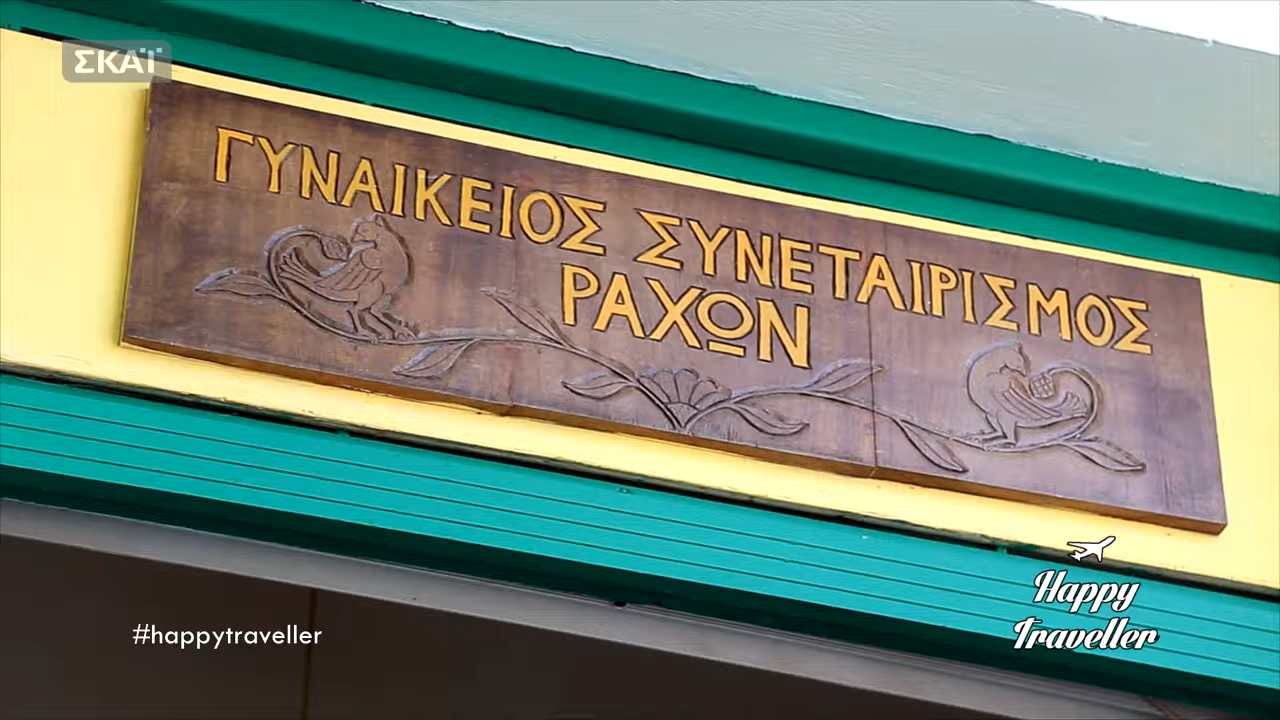 ΣΚΑΪ
ΓΥΝΑΙΚΕΙΟΣ ΣΥΝΕΤΑΙΡΙΣΜΟΣ
ΡΑΧΩΝ
Happy
Traveller
#happytraveller